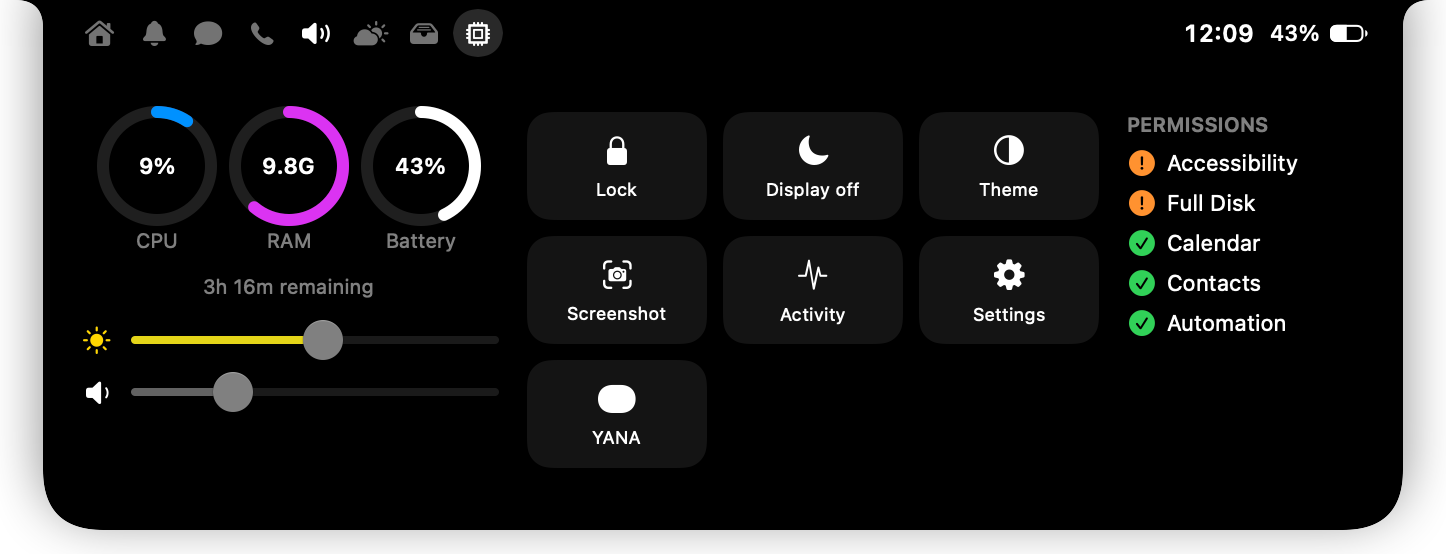 12:09 43%
9% 9.8G 43%
CPU RAM Battery
3h 16m remaining
Lock Display off Theme
Screenshot Activity Settings
YANA
PERMISSIONS
Accessibility
Full Disk
Calendar
Contacts
Automation